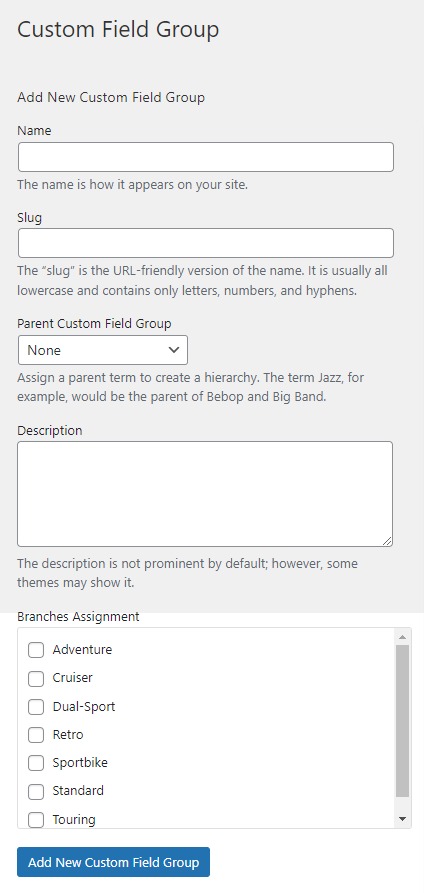 Custom Field Group
Add New Custom Field Group
Name
The name is how it appears on your site.
Slug
The “slug” is the URL-friendly version of the name. It is usually all
lowercase and contains only letters, numbers, and hyphens.
Parent Custom Field Group
None
Assign a parent term to create a hierarchy. The term Jazz, for
example, would be the parent of Bebop and Big Band.
Description
The description is not prominent by default; however, some
themes may show it.
Branches Assignment
Adventure
Cruiser
Dual-Sport
Retro
Sportbike
Standard
Touring
Add New Custom Field Group